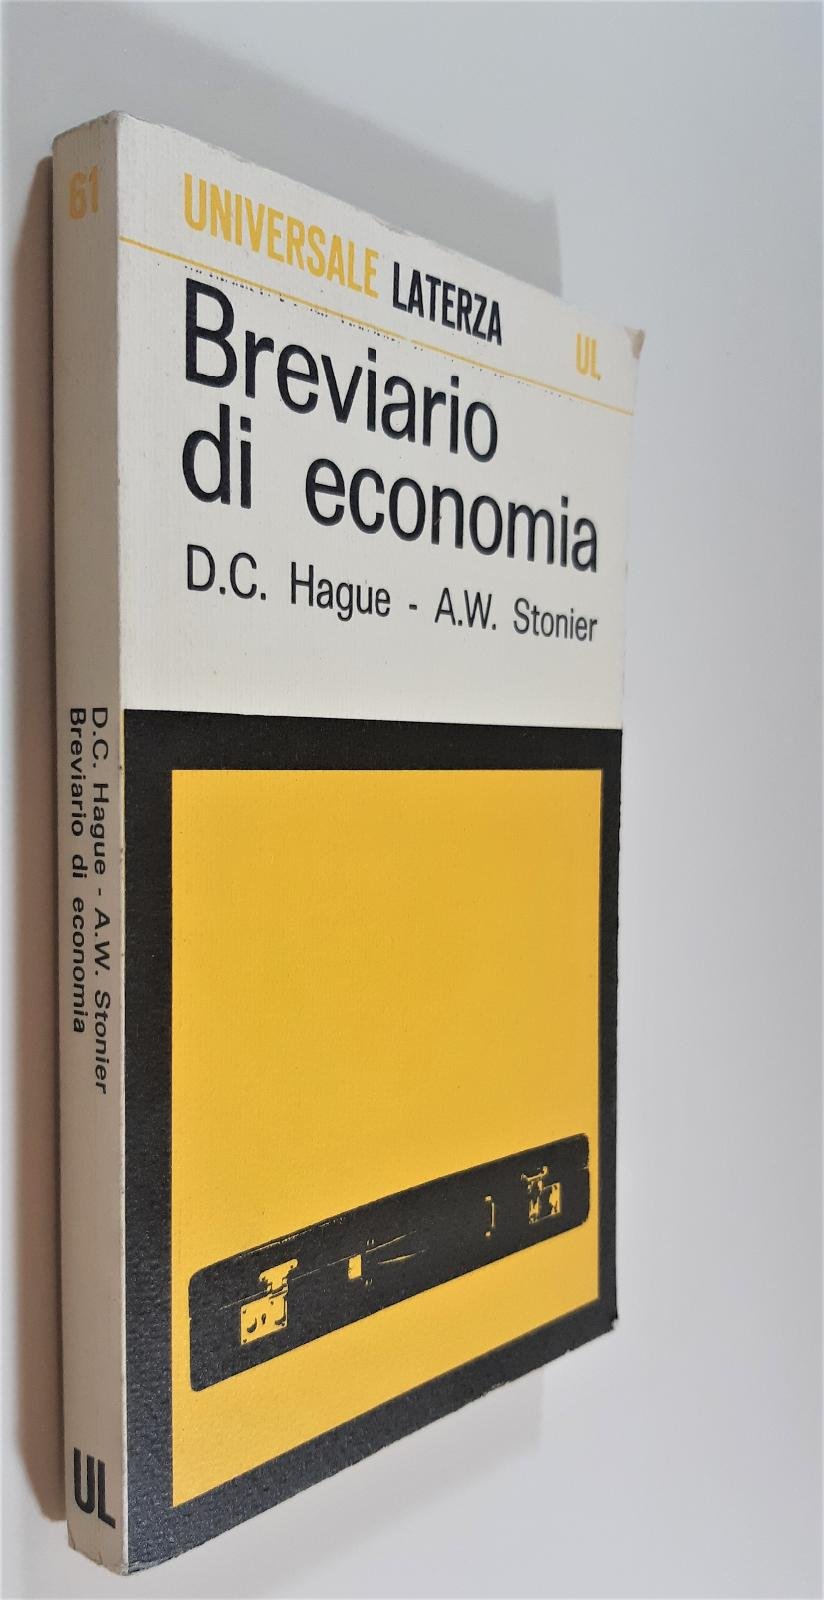 61
UNIVERSALE LATERZA
UL
Breviario
di economia
D.C. Hague - A.W. Stonier
D.C. Hague - A.W. Stonier
Breviario di economia
UL